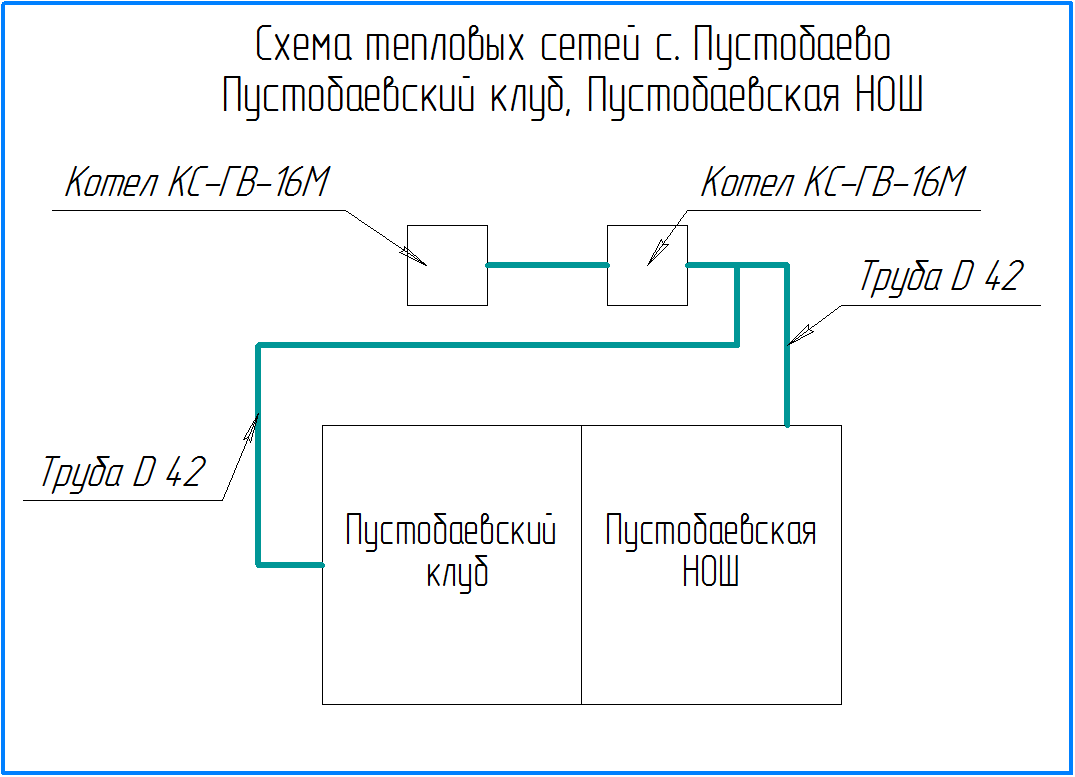 Схема тепловых сетей с. Пустобаево
Пустобаевский клуб, Пустобаевская НОШ
Котел КС-ГВ-16М
Котел КС-ГВ-16М
Труба D 42
Труба D 42
Пустобаевский
клуб
Пустобаевская
НОШ